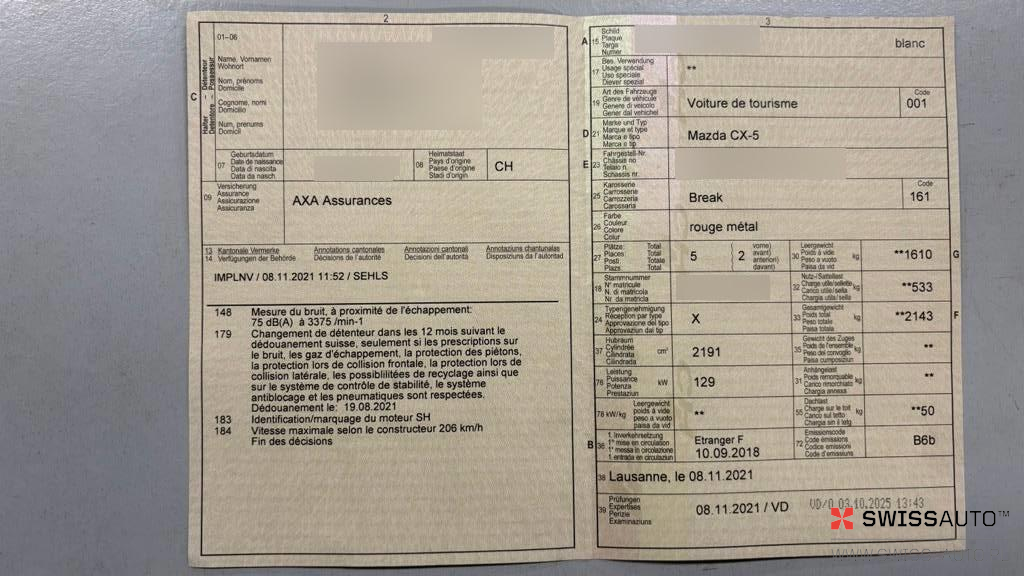 2
01–06
Name, Vornamen
Wohnort
Nom, prénoms
Domicile
Cognome, nomi
Domicilio
Num, prenums
Domicil
C
Halter – Détenteur
Detentore – Possessur
07
Geburtsdatum
Date de naissance
Data di nascita
Data da nasch.
08
Heimatstaat
Pays d'origine
Paese d'origine
Stadi d'origin
CH
09
Versicherung
Assurance
Assicurazione
Assicuranza
AXA Assurances
13 Kantonale Vermerke Annotations cantonales Annotazioni cantonali Annotaziuns chantunalas
14 Verfügungen der Behörde Décisions de l'autorité Decisioni dell'autorità Disposiziuns da l'autoritad
IMPLNV / 08.11.2021 11:52 / SEHLS
148 Mesure du bruit, à proximité de l'échappement:
75 dB(A) à 3375 /min-1
179 Changement de détenteur dans les 12 mois suivant le
dédouanement suisse, seulement si les prescriptions sur
le bruit, les gaz d'échappement, la protection des piétons,
la protection lors de collision frontale, la protection lors de
collision latérale, les possibliitées de recyclage ainsi que
sur le système de contrôle de stabilité, le système
antiblocage et les pneumatiques sont respectées.
Dédouanement le: 19.08.2021
183 Identification/marquage du moteur SH
184 Vitesse maximale selon le constructeur 206 km/h
Fin des décisions
3
A 15
Schild
Plaque
Targa
Numer
blanc
17
Bes. Verwendung
Usage spécial
Uso speciale
Diever spezial
**
19
Art des Fahrzeugs
Genre de véhicule
Genere di veicolo
Gener dal vehichel
Voiture de tourisme
Code
001
D 21
Marke und Typ
Marque et type
Marca e tipo
Marca e tip
Mazda CX-5
E 23
Fahrgestell-Nr.
Châssis no
Telaio n.
Schassis nr.
25
Karosserie
Carrosserie
Carrozzeria
Carossaria
Break
Code
161
26
Farbe
Couleur
Colore
Colur
rouge métal
27
Plätze: Total
Places: Total
Posti: Totale
Plazs: Total
5
2
vorne)
avant)
anteriori)
davant)
30
Leergewicht
Poids à vide
Peso a vuoto
Paisa da vid
kg
**1610
G
18
Stammnummer
N° matricule
N. di matricola
Nr. da matricla
32
Nutz-/Sattellast
Charge utile/sellette
Carico utile/sella
Chargia utila/sella
kg
**533
24
Typengenehmigung
Réception par type
Approvazione del tipo
Approvaziun dal tip
X
33
Gesamtgewicht
Poids total
Peso totale
Paisa totala
kg
**2143
F
37
Hubraum
Cylindrée
Cilindrata
Cilindrada
cm³
2191
35
Gewicht des Zuges
Poids de l'ensemble
Peso del convoglio
Paisa cumposiziun
kg
**
76
Leistung
Puissance
Potenza
Prestaziun
kW
129
31
Anhängelast
Poids remorquable
Carico rimorchiato
Chargia annexa
kg
**
78 kW/kg
Leergewicht
poids à vide
peso a vuoto
paisa da vid
**
55
Dachlast
Charge sur le toit
Carico sul tetto
Chargia sin il tetg
kg
**50
B 36
1. Inverkehrsetzung
1re mise en circulation
1a messa in circolazione
1. entrada en circulaziun
Etranger F
10.09.2018
72
Emissionscode
Code émissions
Codice emissioni
Code d'emissiuns
B6b
38 Lausanne, le 08.11.2021
39
Prüfungen
Expertises
Perizie
Examinaziuns
08.11.2021 / VD
VD/0 03.10.2025 13:43
SWISSAUTO™